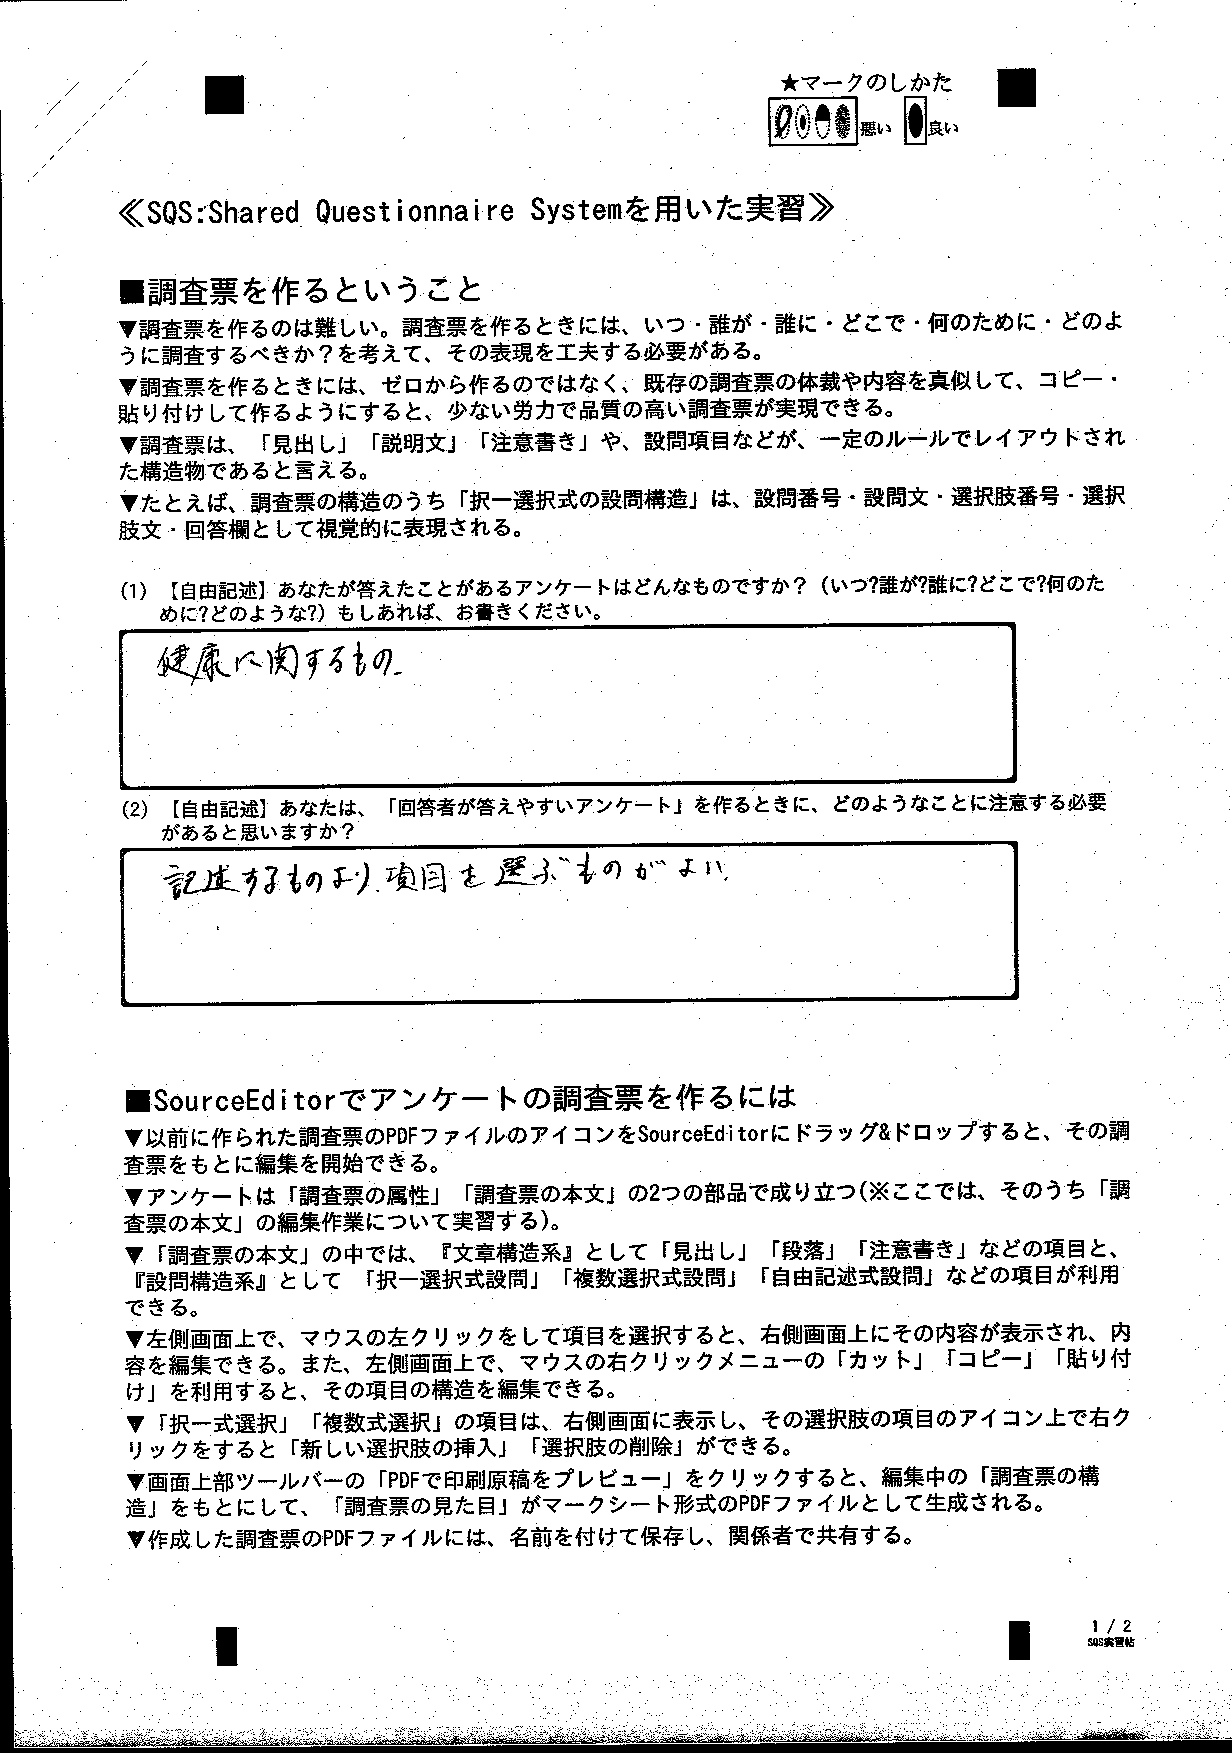 ★マークのしかた
悪い 良い
≪SQS:Shared Questionnaire Systemを用いた実習≫
■調査票を作るということ
▼調査票を作るのは難しい。調査票を作るときには、いつ・誰が・誰に・どこで・何のために・どのよ
うに調査するべきか？を考えて、その表現を工夫する必要がある。
▼調査票を作るときには、ゼロから作るのではなく、既存の調査票の体裁や内容を真似して、コピー・
貼り付けして作るようにすると、少ない労力で品質の高い調査票が実現できる。
▼調査票は、「見出し」「説明文」「注意書き」や、設問項目などが、一定のルールでレイアウトされ
た構造物であると言える。
▼たとえば、調査票の構造のうち「択一選択式の設問構造」は、設問番号・設問文・選択肢番号・選択
肢文・回答欄として視覚的に表現される。
(1) 【自由記述】あなたが答えたことがあるアンケートはどんなものですか？（いつ?誰が?誰に?どこで?何のた
めに?どのような?）もしあれば、お書きください。
健康に関するもの.
(2) 【自由記述】あなたは、「回答者が答えやすいアンケート」を作るときに、どのようなことに注意する必要
があると思いますか？
記述するものより.項目を選ぶものがよい.
■SourceEditorでアンケートの調査票を作るには
▼以前に作られた調査票のPDFファイルのアイコンをSourceEditorにドラッグ&ドロップすると、その調
査票をもとに編集を開始できる。
▼アンケートは「調査票の属性」「調査票の本文」の2つの部品で成り立つ(※ここでは、そのうち「調
査票の本文」の編集作業について実習する)。
▼「調査票の本文」の中では、『文章構造系』として「見出し」「段落」「注意書き」などの項目と、
『設問構造系』として 「択一選択式設問」「複数選択式設問」「自由記述式設問」などの項目が利用
できる。
▼左側画面上で、マウスの左クリックをして項目を選択すると、右側画面上にその内容が表示され、内
容を編集できる。また、左側画面上で、マウスの右クリックメニューの「カット」「コピー」「貼り付
け」を利用すると、その項目の構造を編集できる。
▼「択一式選択」「複数式選択」の項目は、右側画面に表示し、その選択肢の項目のアイコン上で右ク
リックをすると「新しい選択肢の挿入」「選択肢の削除」ができる。
▼画面上部ツールバーの「PDFで印刷原稿をプレビュー」をクリックすると、編集中の「調査票の構
造」をもとにして、「調査票の見た目」がマークシート形式のPDFファイルとして生成される。
▼作成した調査票のPDFファイルには、名前を付けて保存し、関係者で共有する。
1 / 2
SQS実習帖